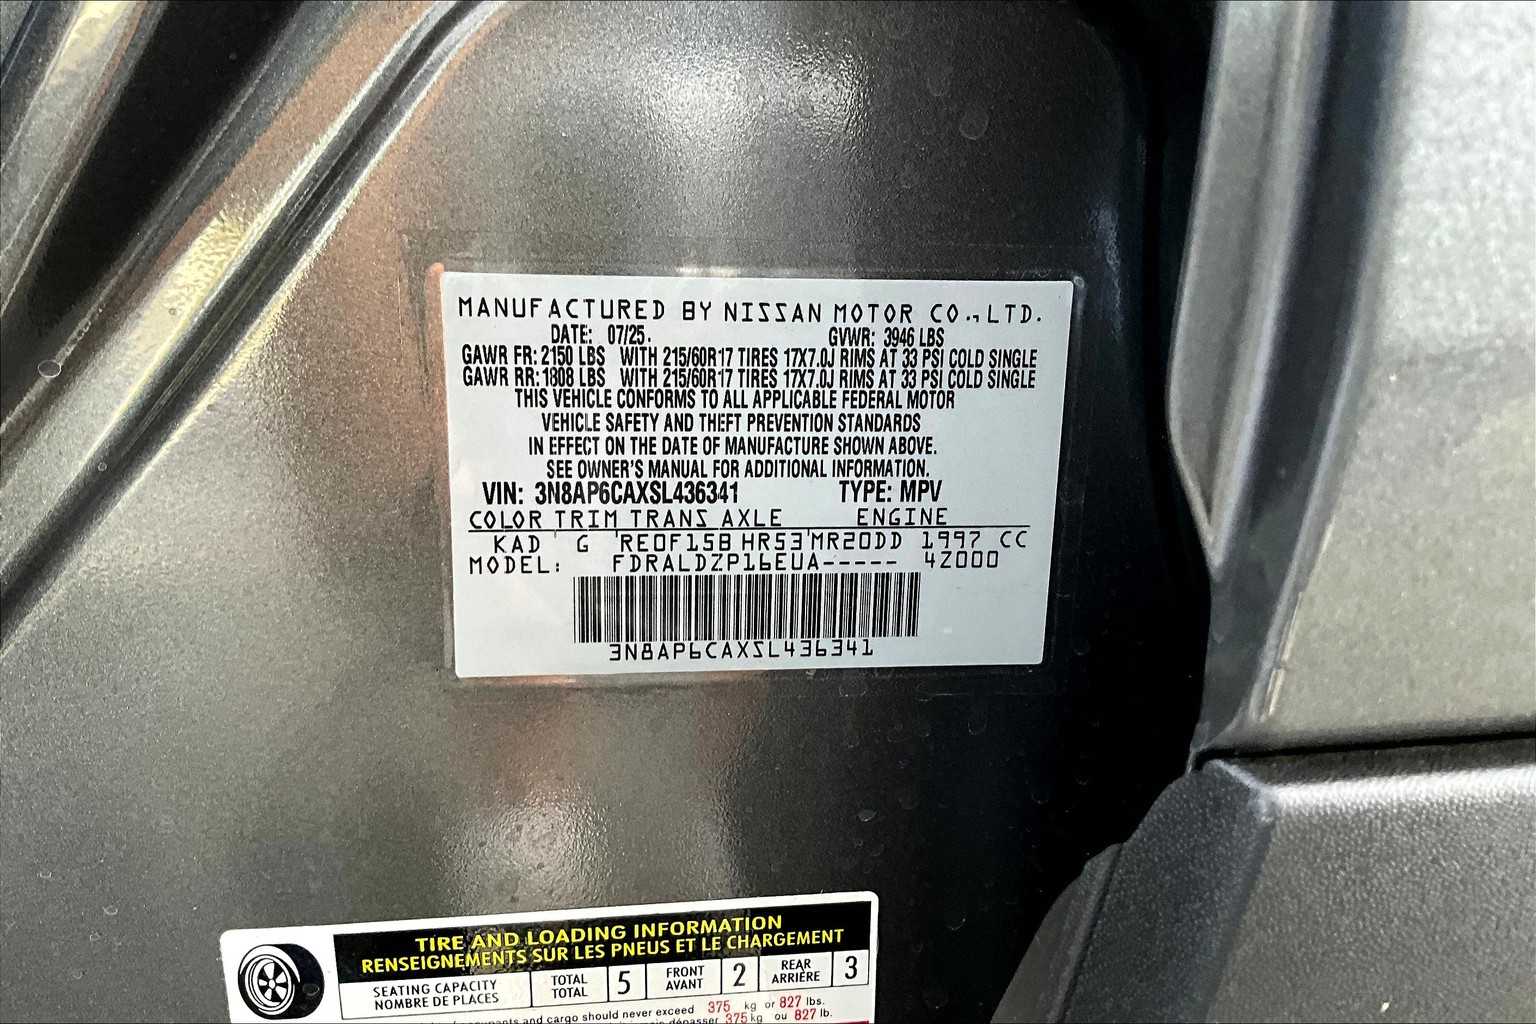 MANUFACTURED BY NISSAN MOTOR CO., LTD.
DATE: 07/25. GVWR: 3946 LBS
GAWR FR: 2150 LBS WITH 215/60R17 TIRES 17X7.0J RIMS AT 33 PSI COLD SINGLE
GAWR RR: 1808 LBS WITH 215/60R17 TIRES 17X7.0J RIMS AT 33 PSI COLD SINGLE
THIS VEHICLE CONFORMS TO ALL APPLICABLE FEDERAL MOTOR
VEHICLE SAFETY AND THEFT PREVENTION STANDARDS
IN EFFECT ON THE DATE OF MANUFACTURE SHOWN ABOVE.
SEE OWNER'S MANUAL FOR ADDITIONAL INFORMATION.
VIN: 3N8AP6CAXSL436341 TYPE: MPV
COLOR TRIM TRANS AXLE ENGINE
KAD G RE0F15B HR53 MR20DD 1997 CC
MODEL: FDRALDZP16EUA----- 4Z000
3N8AP6CAXSL436341
TIRE AND LOADING INFORMATION
RENSEIGNEMENTS SUR LES PNEUS ET LE CHARGEMENT
SEATING CAPACITY TOTAL 5 FRONT 2 REAR 3
NOMBRE DE PLACES TOTAL AVANT ARRIÈRE
and cargo should never exceed 375 kg or 827 lbs.
dépasser 375 kg ou 827 lb.